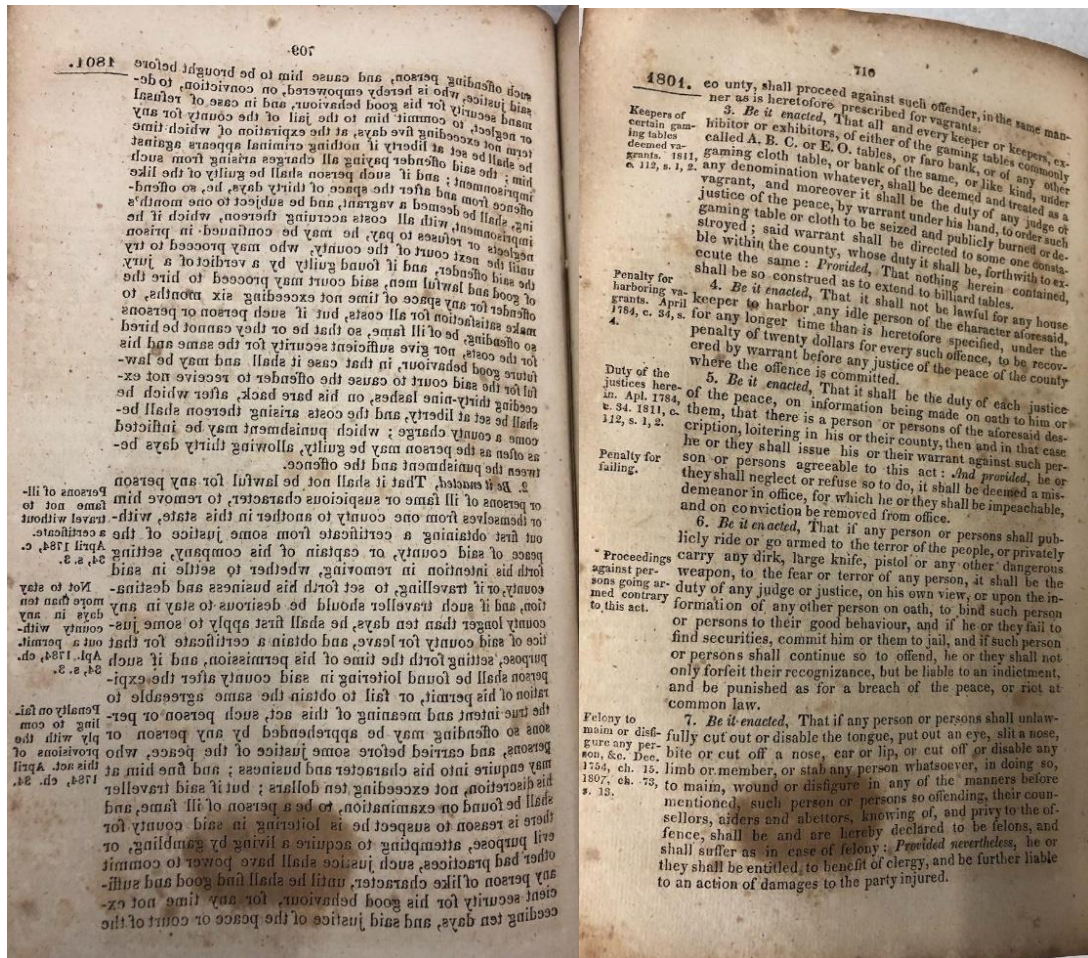 709
1801.
such offending person, and cause him to be brought before
said justice, who is hereby empowered, on conviction, to de-
mand security for his good behaviour, and in case of refusal
or neglect, to commit him to the jail of the county for any
term not exceeding five days, at the expiration of which time
he shall be set at liberty if nothing criminal appears against
him; the said offender paying all charges arising from such
imprisonment; and if such person shall be guilty of the like
offence from and after the space of thirty days, he, so offend-
ing, shall be deemed a vagrant, and be subject to one month's
imprisonment, with all costs accruing thereon, which if he
neglects or refuses to pay, he may be continued in prison
until the next court of the county, who may proceed to try
the said offender, and if found guilty by a verdict of a jury
of good and lawful men, said court may proceed to hire the
offender for any space of time not exceeding six months, to
make satisfaction for all costs, but if such person or persons
so offending, be of ill fame, so that he or they cannot be hired
for the costs, nor give sufficient security for the same and his
future good behaviour, in that case it shall and may be law-
ful for the said court to cause the offender to receive not ex-
ceeding thirty-nine lashes, on his bare back, after which he
shall be set at liberty, and the costs arising thereon shall be-
come a county charge; which punishment may be inflicted
as often as the person may be guilty, allowing thirty days be-
tween the punishment and the offence.
2. Be it enacted, That it shall not be lawful for any person
or persons of ill fame or suspicious character, to remove him
or themselves from one county to another in this state, with-
out first obtaining a certificate from some justice of the
peace of said county, or captain of his company, setting
forth his intention in removing, whether to settle in said
county, or if travelling, to set forth his business and destina-
tion, and if such traveller should be desirous to stay in any
county longer than ten days, he shall first apply to some jus-
tice of said county for leave, and obtain a certificate for that
purpose, setting forth the time of his permission, and if such
person shall be found loitering in said county after the expi-
ration of his permit, or fail to obtain the same agreeable to
the true intent and meaning of this act, such person or per-
sons so offending may be apprehended by any person or
persons, and carried before some justice of the peace, who
may enquire into his character and business; and fine him at
his discretion, not exceeding ten dollars; but if said traveller
shall be found on examination, to be a person of ill fame, and
there is reason to suspect he is loitering in said county for
evil purpose, attempting to acquire a living by gambling, or
other bad practices, such justice shall have power to commit
any person of like character, until he shall find good and suffi-
cient security for his good behaviour, for any time not ex-
ceeding ten days, and said justice of the peace or court of the
Persons of ill-
fame not to
travel without
a certificate.
April 1784, c.
34, s. 3.
Not to stay
more than ten
days in any
county with-
out a permit.
Apl. 1784, ch.
34, s. 3.
Penalty on fai-
ling to com
ply with the
provisions of
this act. April
1784, ch. 34.
710
1801.
eo unty, shall proceed against such offender, in the same man-
ner as is heretofore prescribed for vagrants.
3. Be it enacted, That all and every keeper or keepers, ex-
hibitor or exhibitors, of either of the gaming tables commonly
called A. B. C. or E. O. tables, or faro bank, or of any other
gaming cloth table, or bank of the same, or like kind, under
any denomination whatever, shall be deemed and treated as a
vagrant, and moreover it shall be the duty of any judge or
justice of the peace, by warrant under his hand, to order such
gaming table or cloth to be seized and publicly burned or de-
stroyed; said warrant shall be directed to some one consta-
ble within the county, whose duty it shall be, forthwith to ex-
ecute the same: Provided, That nothing herein contained,
shall be so construed as to extend to billiard tables.
4. Be it enacted, That it shall not be lawful for any house
keeper to harbor any idle person of the character aforesaid,
for any longer time than is heretofore specified, under the
penalty of twenty dollars for every such offence, to be recov-
ered by warrant before any justice of the peace of the county
where the offence is committed.
5. Be it enacted, That it shall be the duty of each justice
of the peace, on information being made on oath to him or
them, that there is a person or persons of the aforesaid des-
cription, loitering in his or their county, then and in that case
he or they shall issue his or their warrant against such per-
son or persons agreeable to this act: And provided, he or
they shall neglect or refuse so to do, it shall be deemed a mis-
demeanor in office, for which he or they shall be impeachable,
and on conviction be removed from office.
6. Be it enacted, That if any person or persons shall pub-
licly ride or go armed to the terror of the people, or privately
carry any dirk, large knife, pistol or any other dangerous
weapon, to the fear or terror of any person, it shall be the
duty of any judge or justice, on his own view, or upon the in-
formation of any other person on oath, to bind such person
or persons to their good behaviour, and if he or they fail to
find securities, commit him or them to jail, and if such person
or persons shall continue so to offend, he or they shall not
only forfeit their recognizance, but be liable to an indictment,
and be punished as for a breach of the peace, or riot at
common law.
7. Be it enacted, That if any person or persons shall unlaw-
fully cut out or disable the tongue, put out an eye, slit a nose,
bite or cut off a nose, ear or lip, or cut off or disable any
limb or member, or stab any person whatsoever, in doing so,
to maim, wound or disfigure in any of the manners before
mentioned, such person or persons so offending, their coun-
sellors, aiders and abettors, knowing of, and privy to the of-
fence, shall be and are hereby declared to be felons, and
shall suffer as in case of felony: Provided nevertheless, he or
they shall be entitled to benefit of clergy, and be further liable
to an action of damages to the party injured.
Keepers of
certain gam-
ing tables
deemed va-
grants. 1811,
c. 112, s. 1, 2.
Penalty for
harboring va-
grants. April
1784, c. 34, s.
4.
Duty of the
justices here-
in. Apl. 1784,
c. 34. 1811, c.
112, s. 1, 2.
Penalty for
failing.
Proceedings
against per-
sons going ar-
med contrary
to this act.
Felony to
maim or disfi-
gure any per-
son, &c. Dec.
1754, ch. 15.
1807, ch. 73,
s. 13.